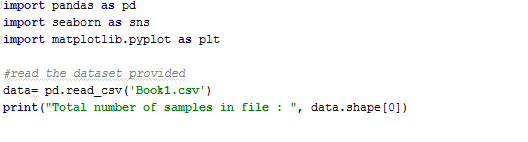 import pandas as pd
import seaborn as sns
import matplotlib.pyplot as plt
#read the dataset provided
data= pd.read_csv('Book1.csv')
print("Total number of samples in file : ", data.shape[0])